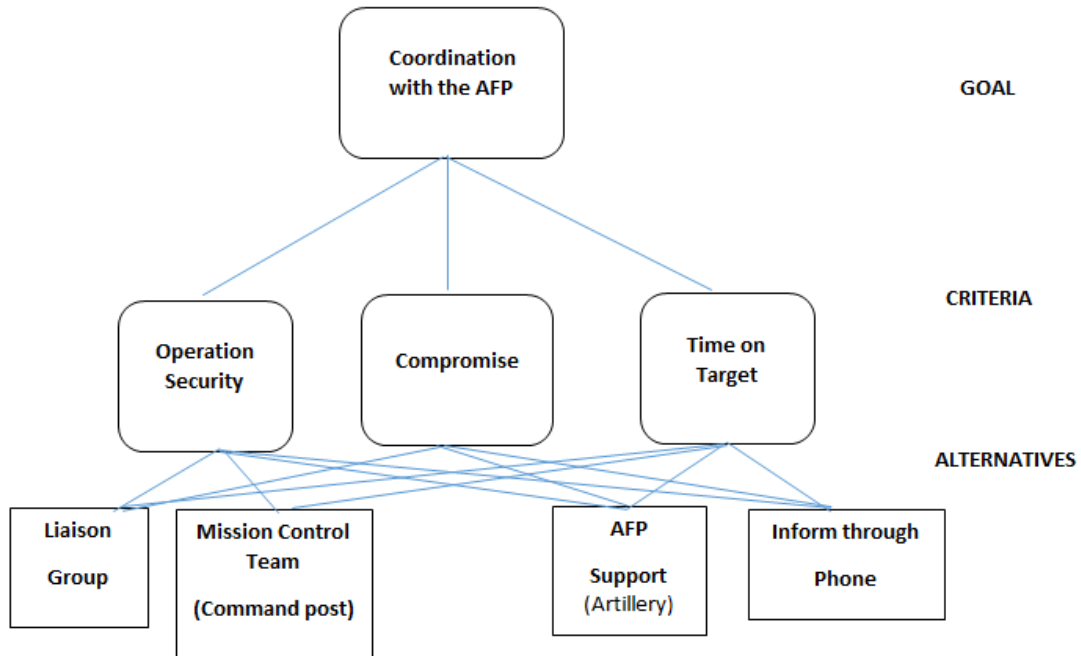 Coordination
with the AFP
GOAL
CRITERIA
Operation
Security
Compromise
Time on
Target
ALTERNATIVES
Liaison
Group
Mission Control
Team
(Command post)
AFP
Support
(Artillery)
Inform through
Phone